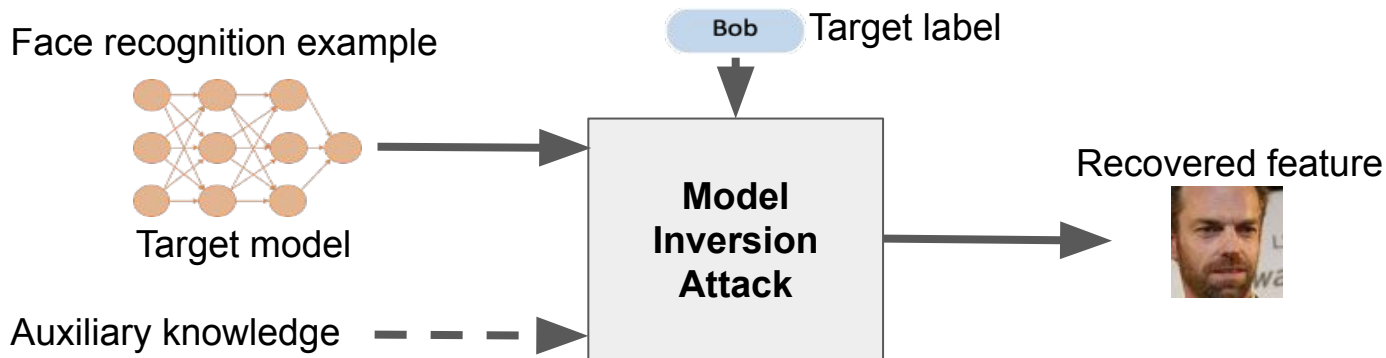 Face recognition example
Bob
Target label
Target model
Model
Inversion
Attack
Recovered feature
Auxiliary knowledge